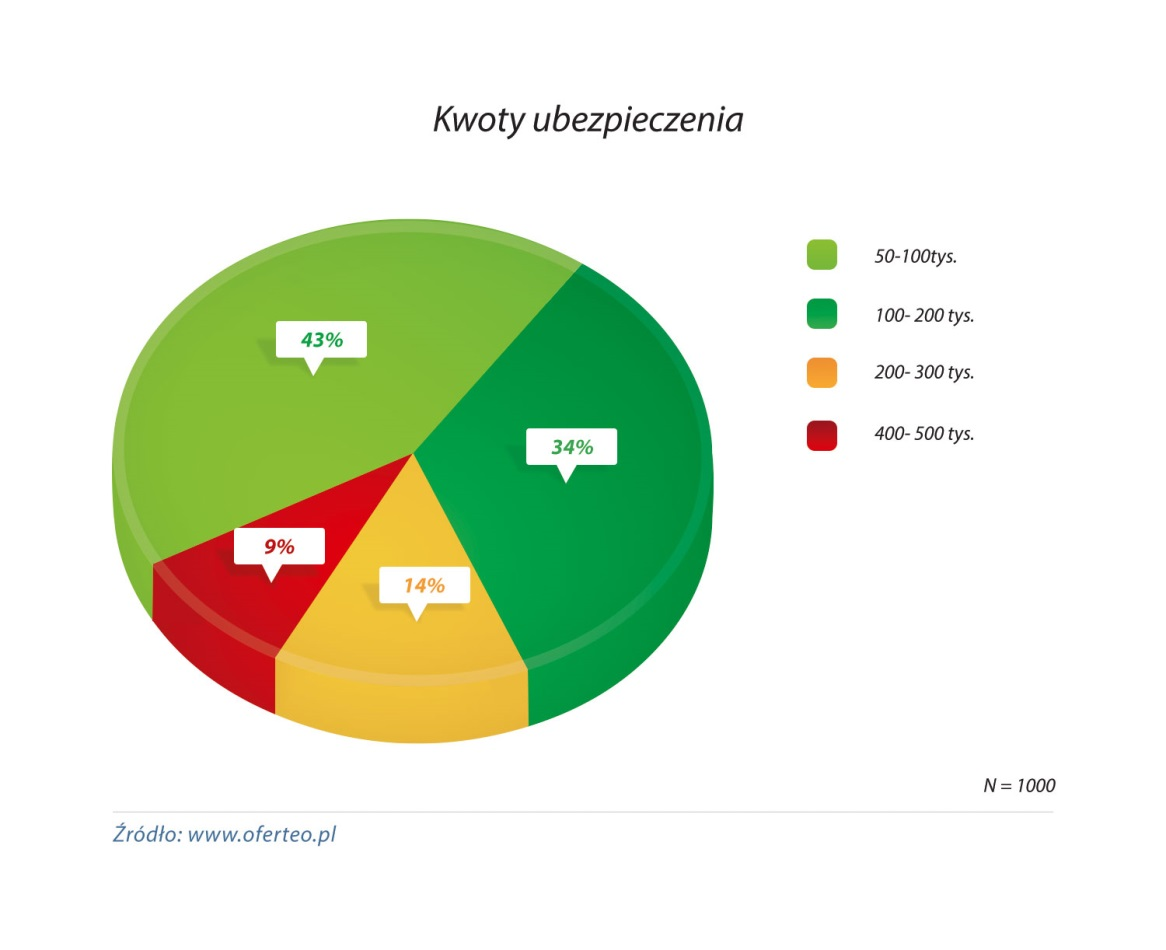 Kwoty ubezpieczenia
50-100tys.
100- 200 tys.
200- 300 tys.
400- 500 tys.
43%
34%
9%
14%
N = 1000
Źródło: www.oferteo.pl